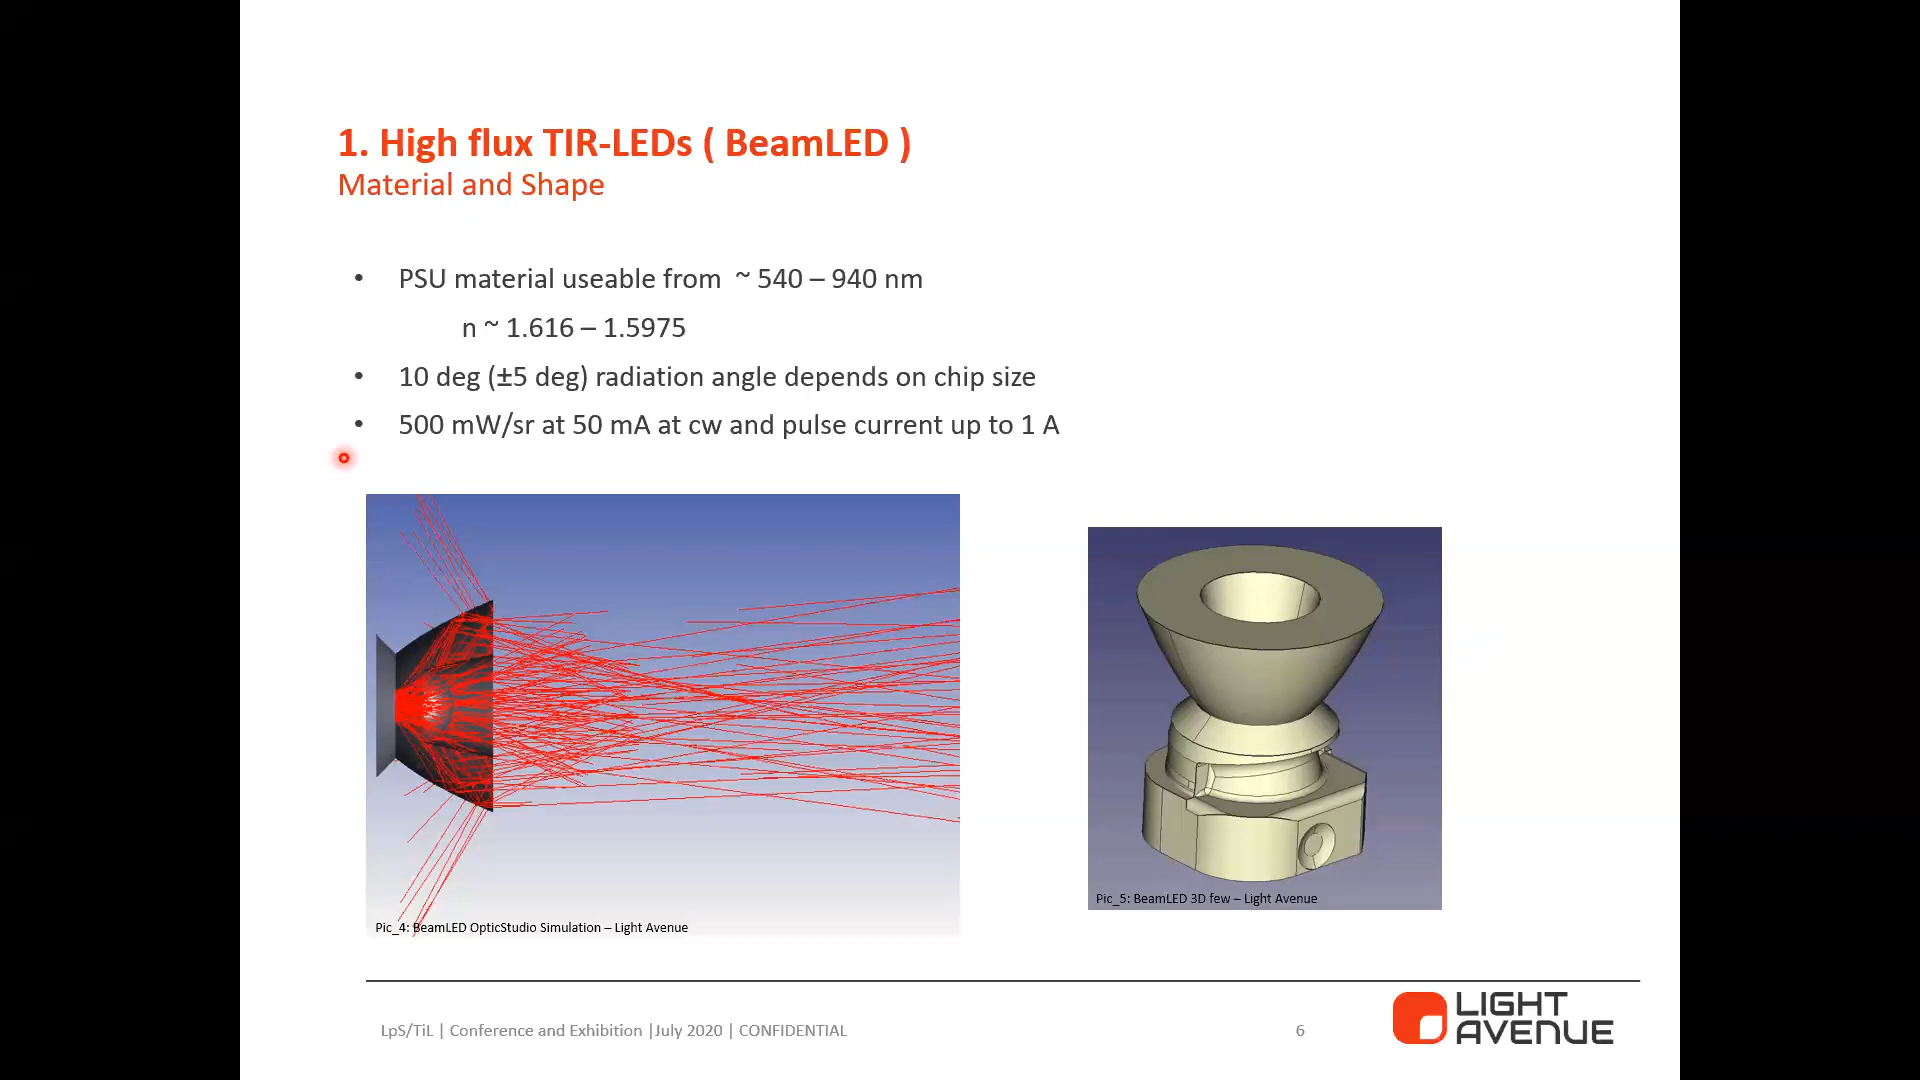 1. High flux TIR-LEDs ( BeamLED )
Material and Shape
• PSU material useable from ~ 540 – 940 nm
n ~ 1.616 – 1.5975
• 10 deg (±5 deg) radiation angle depends on chip size
• 500 mW/sr at 50 mA at cw and pulse current up to 1 A
Pic_4: BeamLED OpticStudio Simulation – Light Avenue
Pic_5: BeamLED 3D few – Light Avenue
LpS/TiL | Conference and Exhibition |July 2020 | CONFIDENTIAL
6
LIGHT
AVENUE